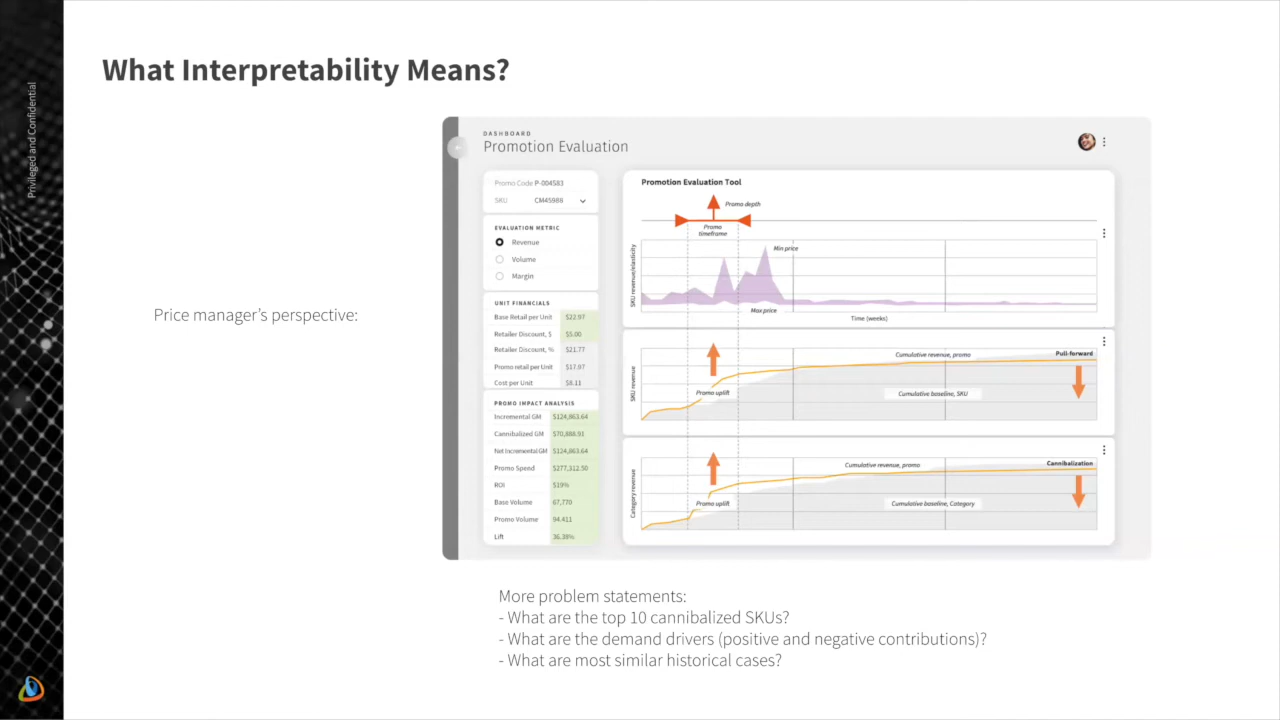 Privileged and Confidential
What Interpretability Means?
Price manager's perspective:
DASHBOARD
Promotion Evaluation
Promo Code P-004583
SKU CM45988
EVALUATION METRIC
Revenue
Volume
Margin
UNIT FINANCIALS
Base Retail per Unit $22.97
Retailer Discount, $ $5.00
Retailer Discount, % $21.77
Promo retail per Unit $17.97
Cost per Unit $8.11
PROMO IMPACT ANALYSIS
Incremental GM $124,863.64
Cannibalized GM $70,888.91
Net Incremental GM $124,863.64
Promo Spend $277,312.50
ROI 519%
Base Volume 67,770
Promo Volume 94.411
Lift 36.38%
Promotion Evaluation Tool
Promo depth
Promo
timeframe
Min price
SKU revenue/elasticity
Max price
Time (weeks)
Cumulative revenue, promo
Pull-forward
SKU revenue
Promo uplift
Cumulative baseline, SKU
Cumulative revenue, promo
Cannibalization
Category revenue
Promo uplift
Cumulative baseline, Category
More problem statements:
- What are the top 10 cannibalized SKUs?
- What are the demand drivers (positive and negative contributions)?
- What are most similar historical cases?